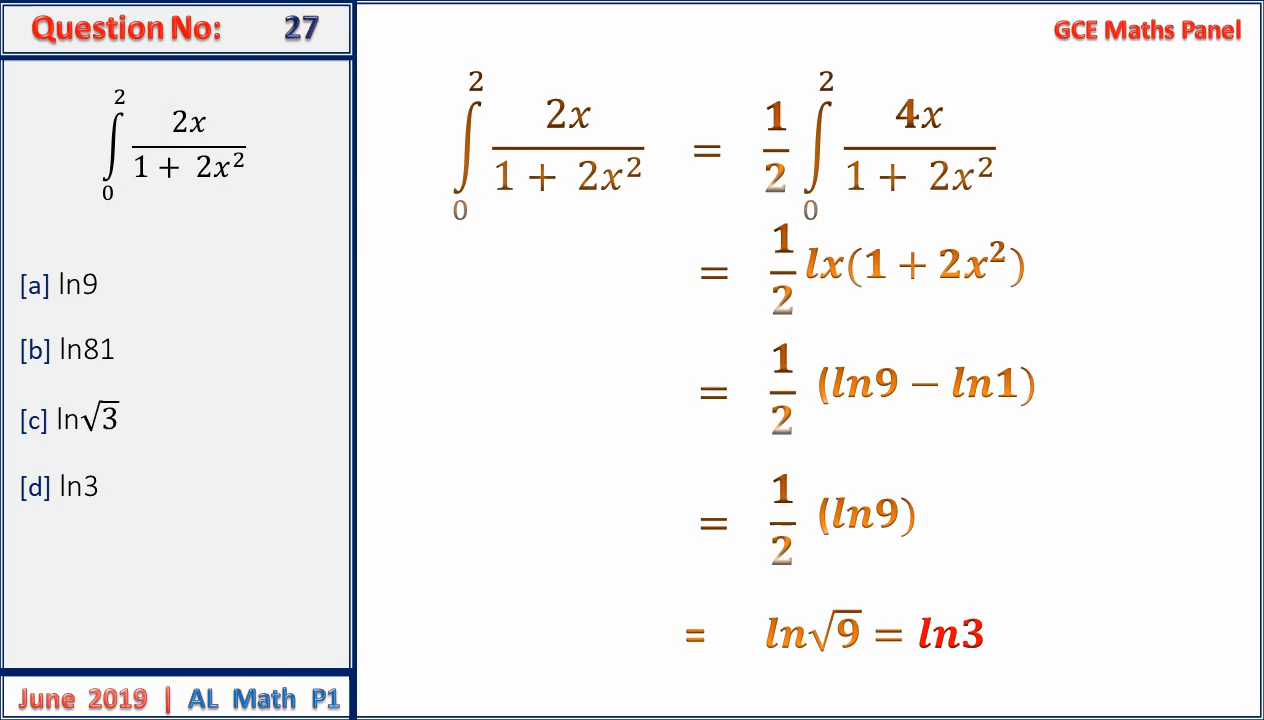 Question No: 27
GCE Maths Panel
∫₀² 2x / (1 + 2x²)
[a] ln9
[b] ln81
[c] ln√3
[d] ln3
∫₀² 2x / (1 + 2x²) = 1/2 ∫₀² 4x / (1 + 2x²)
= 1/2 lx(1 + 2x²)
= 1/2 (ln9 − ln1)
= 1/2 (ln9)
= ln√9 = ln3
June 2019 | AL Math P1